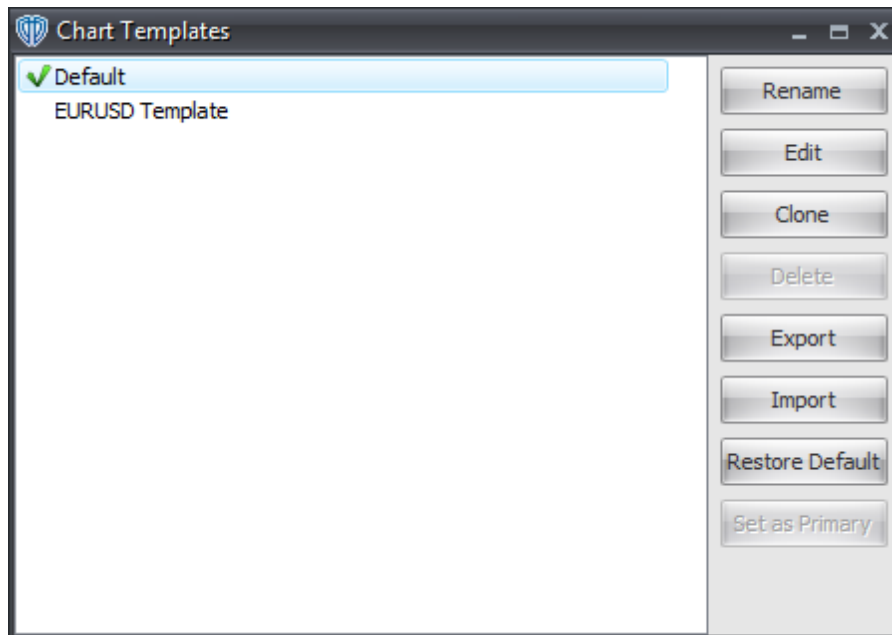 Chart Templates
Default
EURUSD Template
Rename
Edit
Clone
Delete
Export
Import
Restore Default
Set as Primary